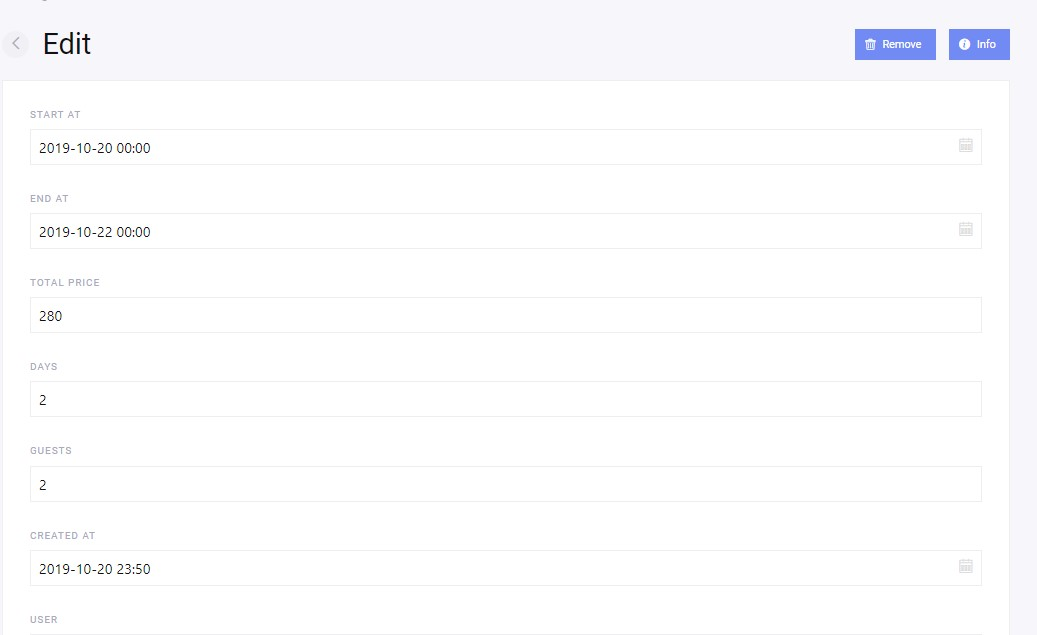 Edit
Remove
Info
START AT
2019-10-20 00:00
END AT
2019-10-22 00:00
TOTAL PRICE
280
DAYS
2
GUESTS
2
CREATED AT
2019-10-20 23:50
USER